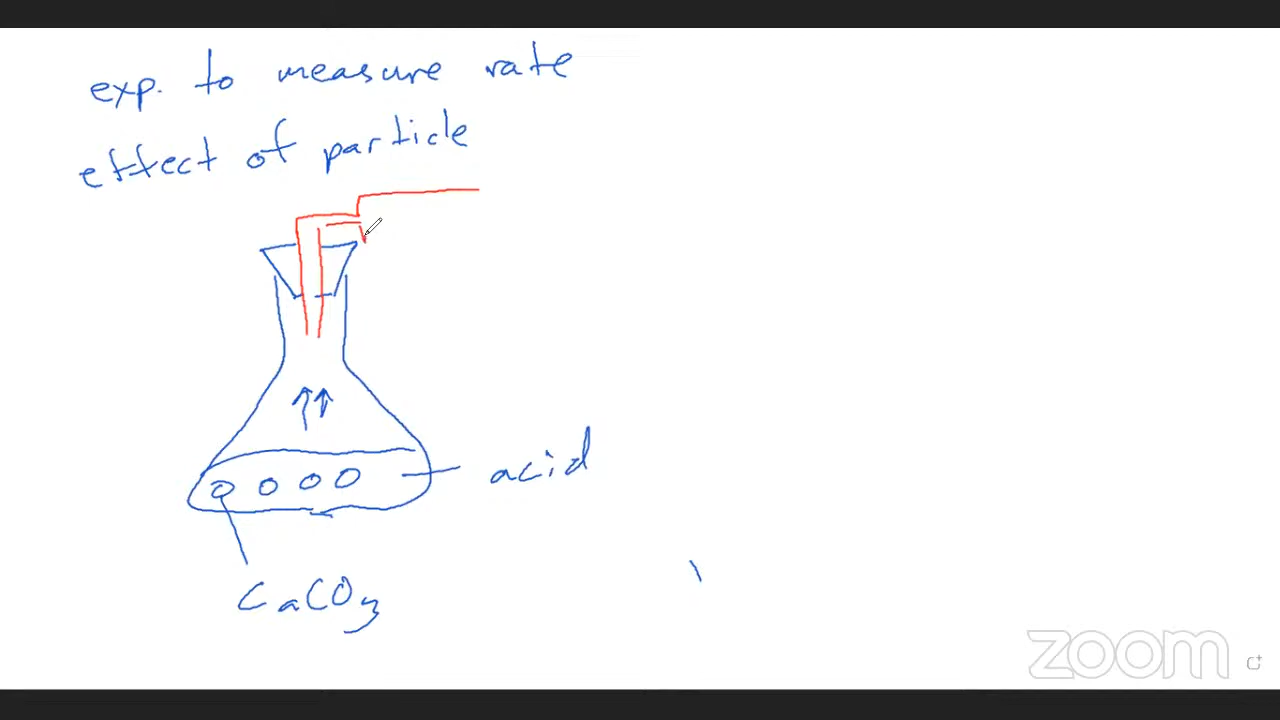 exp. to measure rate
effect of particle
acid
CaCO3
zoom